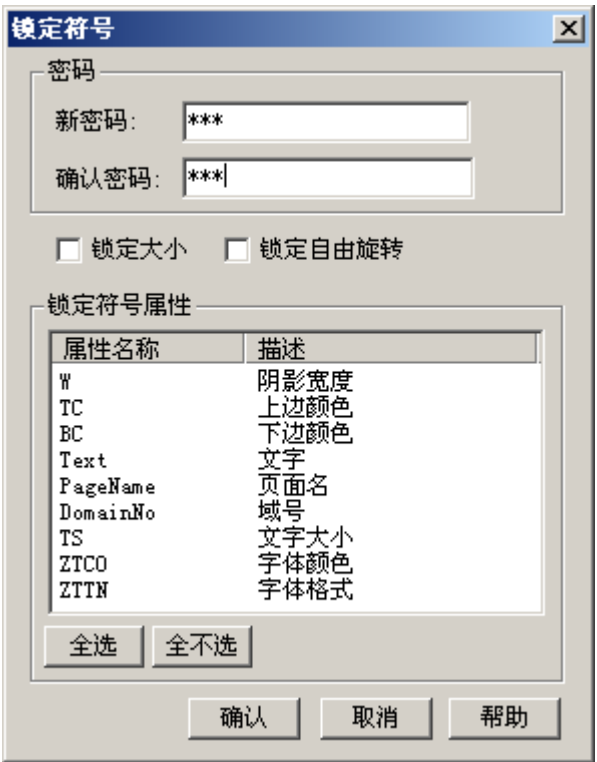 锁定符号
密码
新密码: ***
确认密码: ***
锁定大小 锁定自由旋转
锁定符号属性
属性名称 描述
W 阴影宽度
TC 上边颜色
BC 下边颜色
Text 文字
PageName 页面名
DomainNo 域号
TS 文字大小
ZTCO 字体颜色
ZTTN 字体格式
全选 全不选
确认 取消 帮助